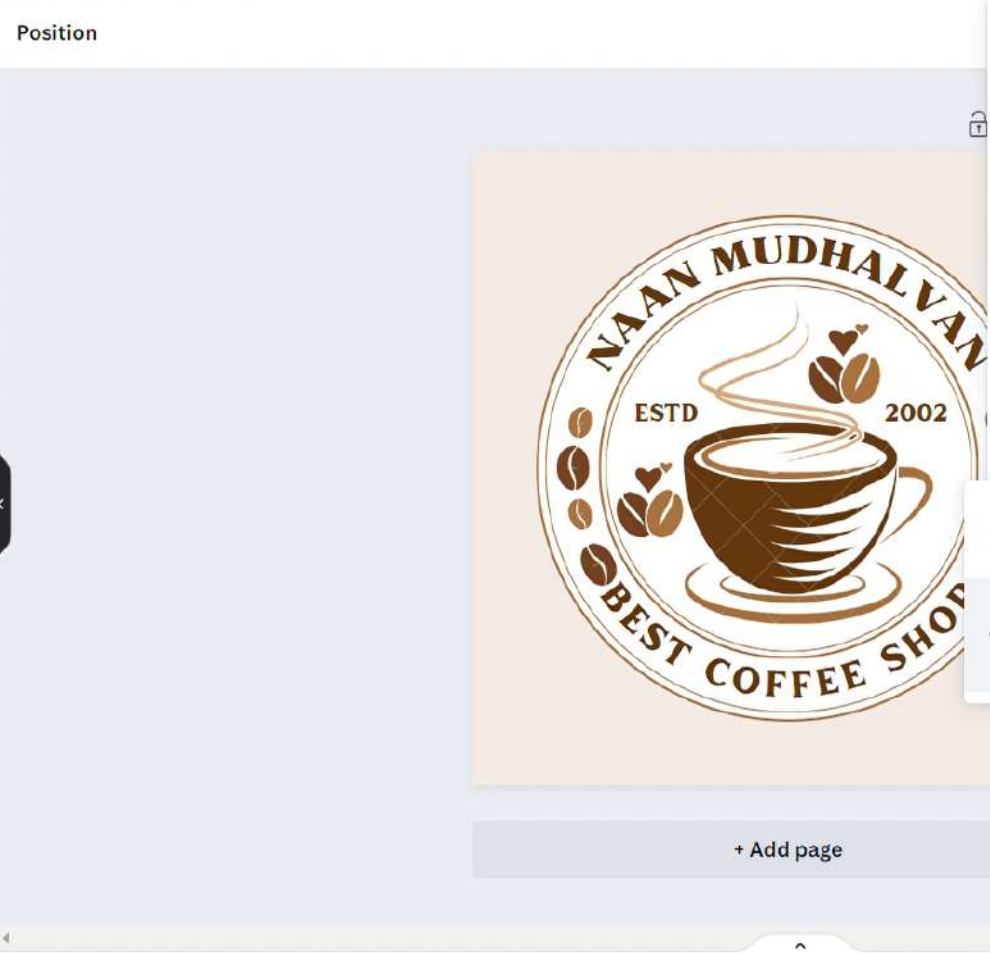 Position
NAAN MUDHALVAN
ESTD
2002
BEST COFFEE SHOP
+ Add page